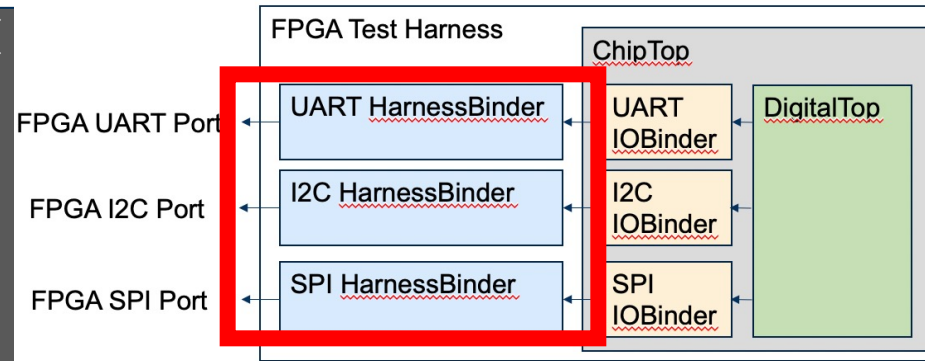 FPGA Test Harness
ChipTop
FPGA UART Port
UART HarnessBinder
UART
IOBinder
DigitalTop
FPGA I2C Port
I2C HarnessBinder
I2C
IOBinder
FPGA SPI Port
SPI HarnessBinder
SPI
IOBinder